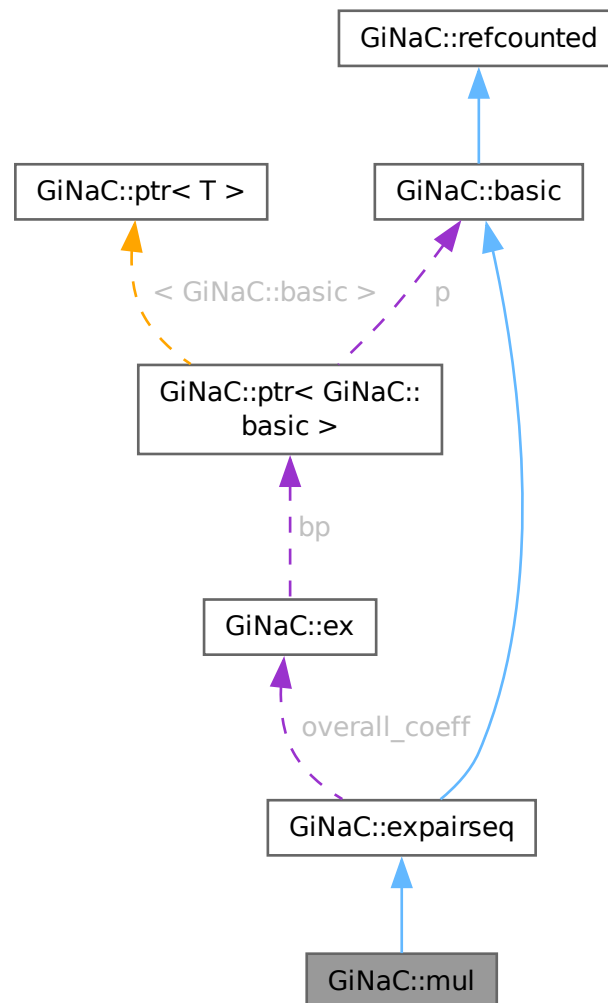 GiNaC::refcounted
GiNaC::ptr< T >
GiNaC::basic
< GiNaC::basic >
p
GiNaC::ptr< GiNaC::
basic >
bp
GiNaC::ex
overall_coeff
GiNaC::expairseq
GiNaC::mul